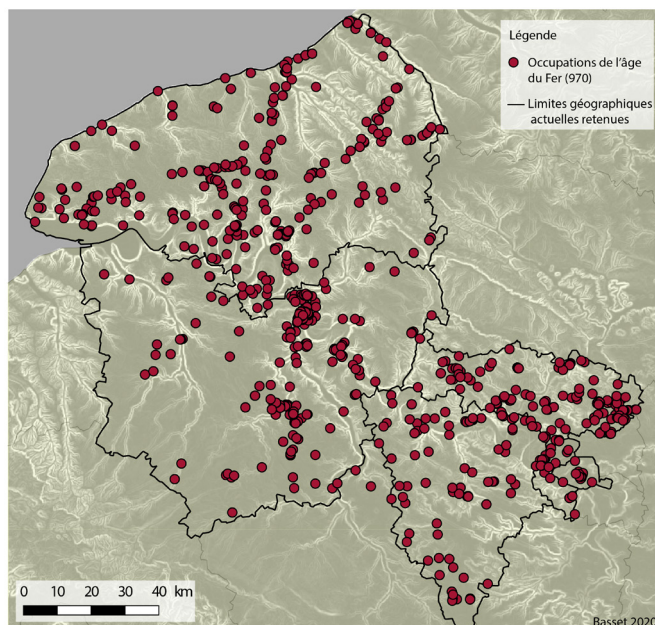 Légende
Occupations de l'âge
du Fer (970)
Limites géographiques
actuelles retenues
0 10 20 30 40 km
Basset 2020